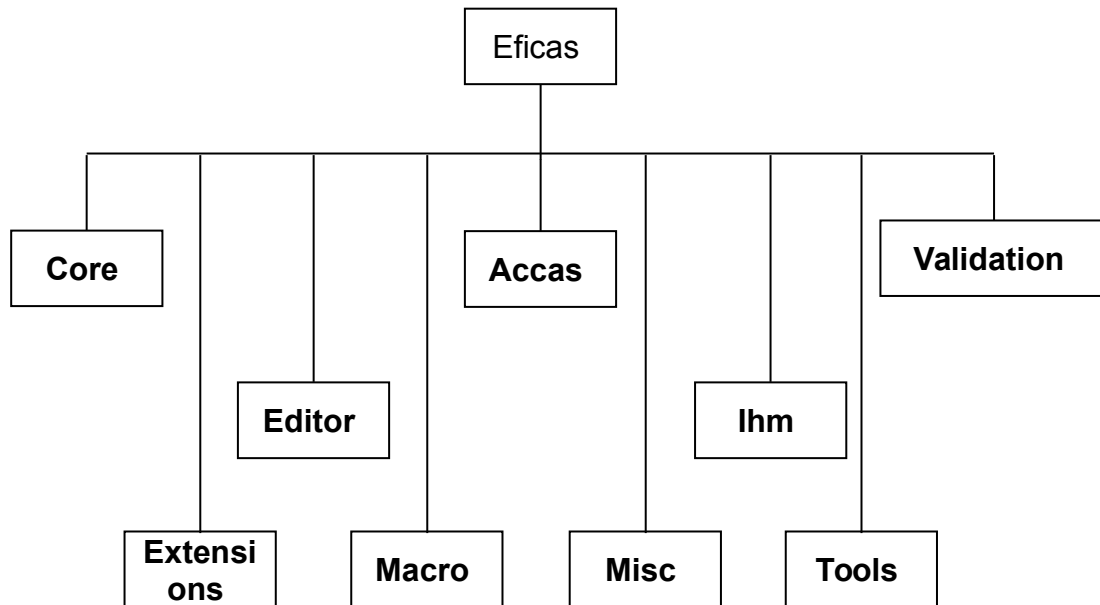 Eficas
Core
Accas
Validation
Editor
Ihm
Extensi
ons
Macro
Misc
Tools